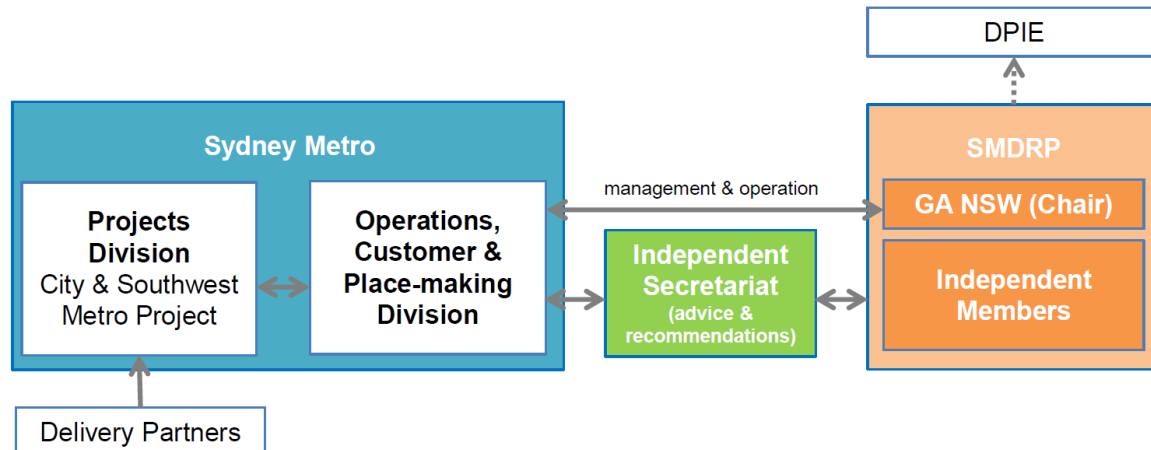 DPIE
Sydney Metro
SMDRP
Projects
Division
City & Southwest
Metro Project
Operations,
Customer &
Place-making
Division
management & operation
GA NSW (Chair)
Independent
Secretariat
(advice &
recommendations)
Independent
Members
Delivery Partners